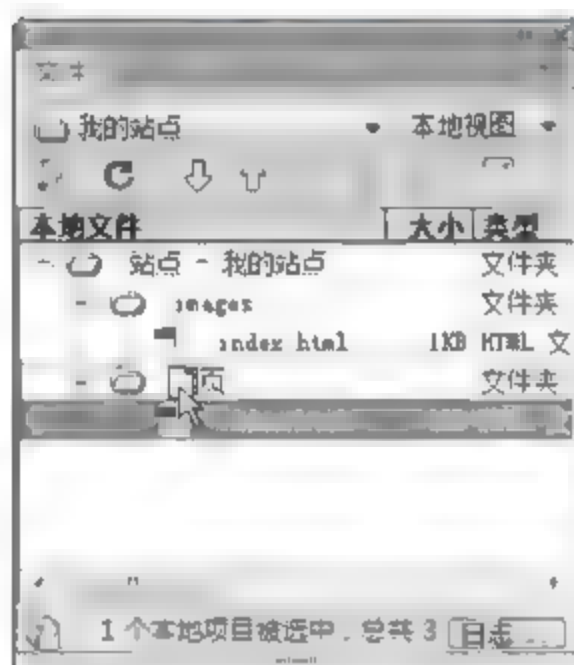 文件
我的站点 本地视图
本地文件 大小 类型
站点 - 我的站点 文件夹
images 文件夹
index html 1KB HTML 文
页 文件夹
1 个本地项目被选中，总共 3 日志